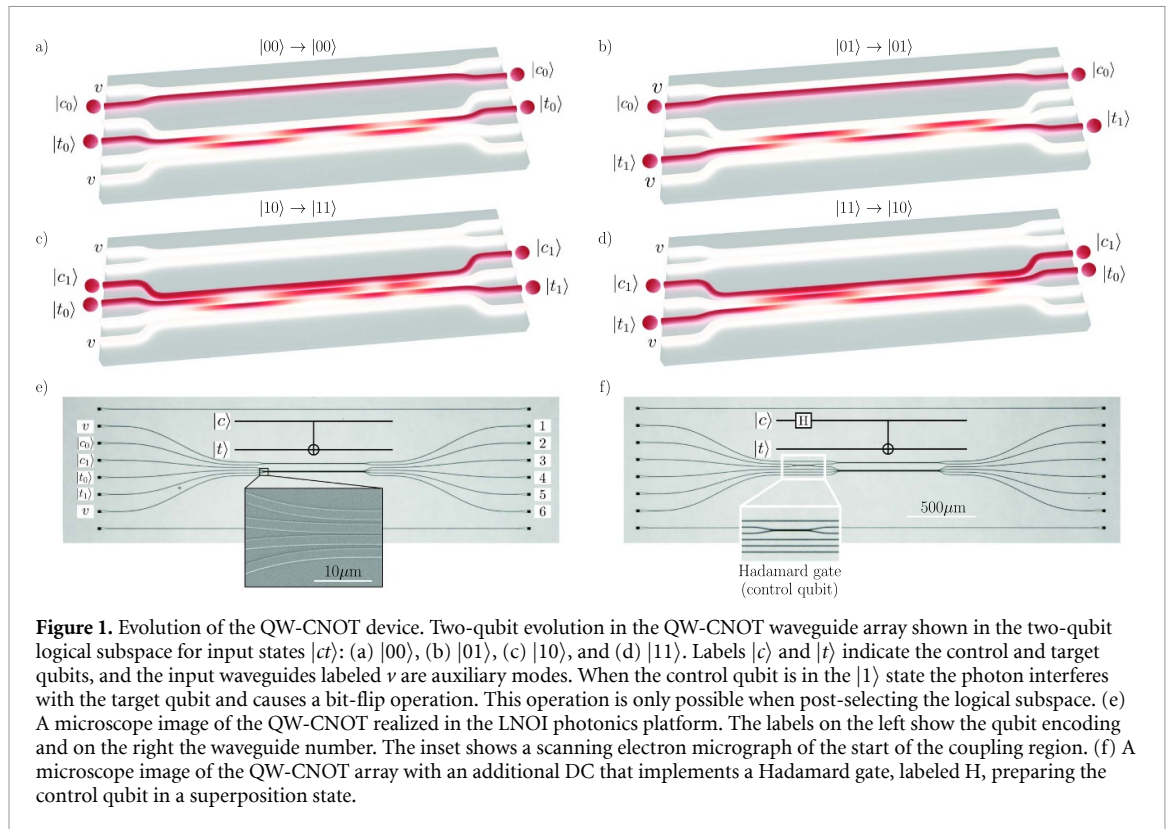 a)
|00⟩ → |00⟩
v
|c₀⟩
|c₀⟩
|t₀⟩
|t₀⟩
v
b)
|01⟩ → |01⟩
v
|c₀⟩
|c₀⟩
|t₁⟩
|t₁⟩
v
c)
|10⟩ → |11⟩
v
|c₁⟩
|c₁⟩
|t₀⟩
|t₁⟩
v
d)
|11⟩ → |10⟩
v
|c₁⟩
|c₁⟩
|t₀⟩
|t₁⟩
v
e)
|c⟩
|t⟩
v
|c₀⟩
|c₁⟩
|t₀⟩
|t₁⟩
v
1
2
3
4
5
6
10μm
f)
|c⟩
H
|t⟩
500μm
Hadamard gate
(control qubit)
Figure 1. Evolution of the QW-CNOT device. Two-qubit evolution in the QW-CNOT waveguide array shown in the two-qubit
logical subspace for input states |ct⟩: (a) |00⟩, (b) |01⟩, (c) |10⟩, and (d) |11⟩. Labels |c⟩ and |t⟩ indicate the control and target
qubits, and the input waveguides labeled v are auxiliary modes. When the control qubit is in the |1⟩ state the photon interferes
with the target qubit and causes a bit-flip operation. This operation is only possible when post-selecting the logical subspace. (e)
A microscope image of the QW-CNOT realized in the LNOI photonics platform. The labels on the left show the qubit encoding
and on the right the waveguide number. The inset shows a scanning electron micrograph of the start of the coupling region. (f) A
microscope image of the QW-CNOT array with an additional DC that implements a Hadamard gate, labeled H, preparing the
control qubit in a superposition state.